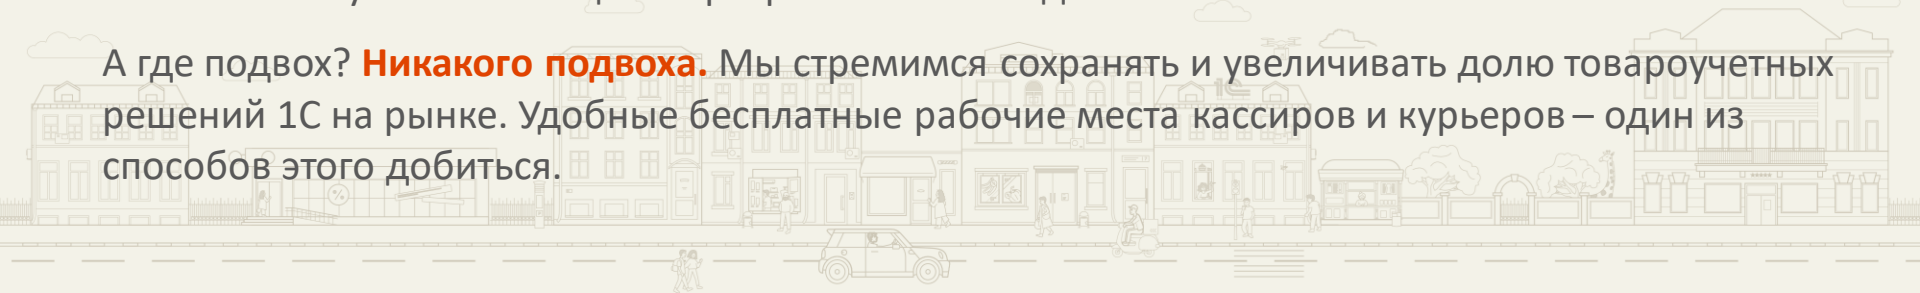 А где подвох? Никакого подвоха. Мы стремимся сохранять и увеличивать долю товароучетных
решений 1С на рынке. Удобные бесплатные рабочие места кассиров и курьеров – один из
способов этого добиться.